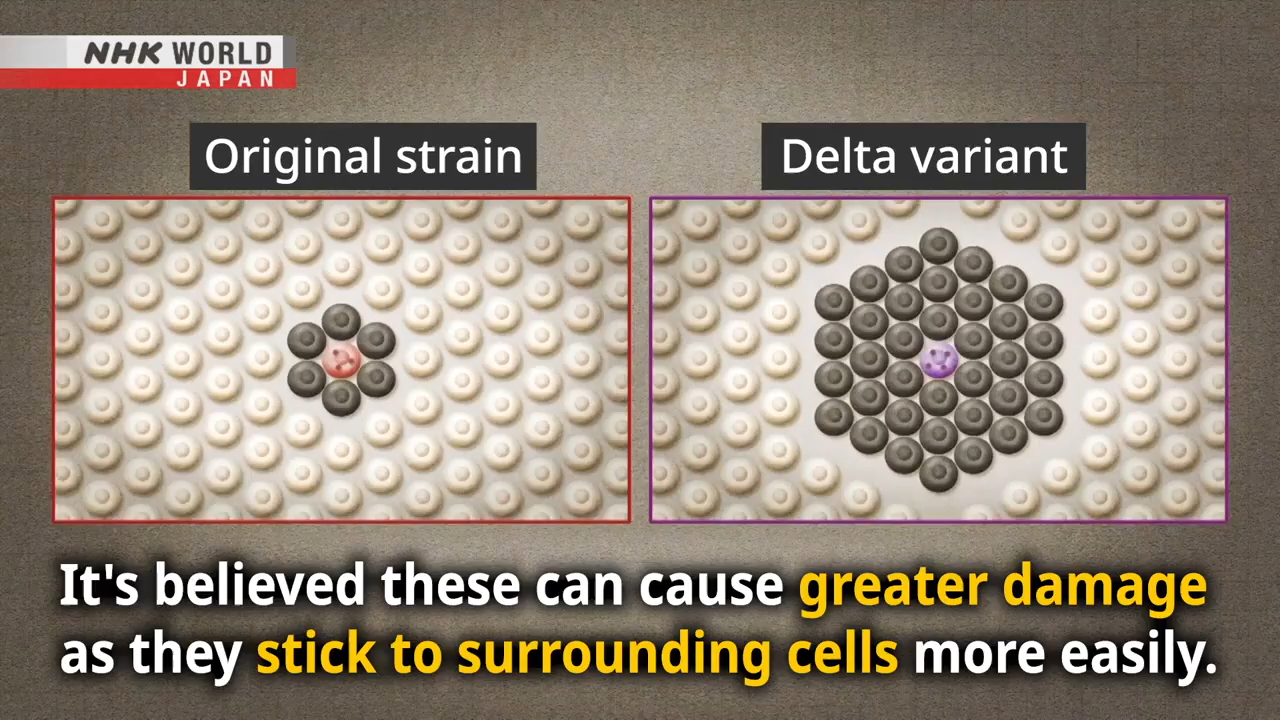 NHK WORLD
JAPAN
Original strain
Delta variant
It's believed these can cause greater damage
as they stick to surrounding cells more easily.